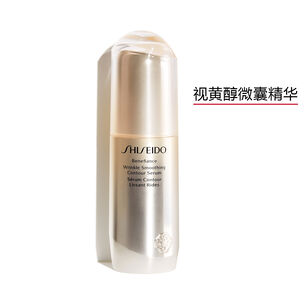 视黄醇微囊精华
SHISEIDO
Benefiance
Wrinkle Smoothing
Contour Serum
Sérum Contour
Lissant Rides